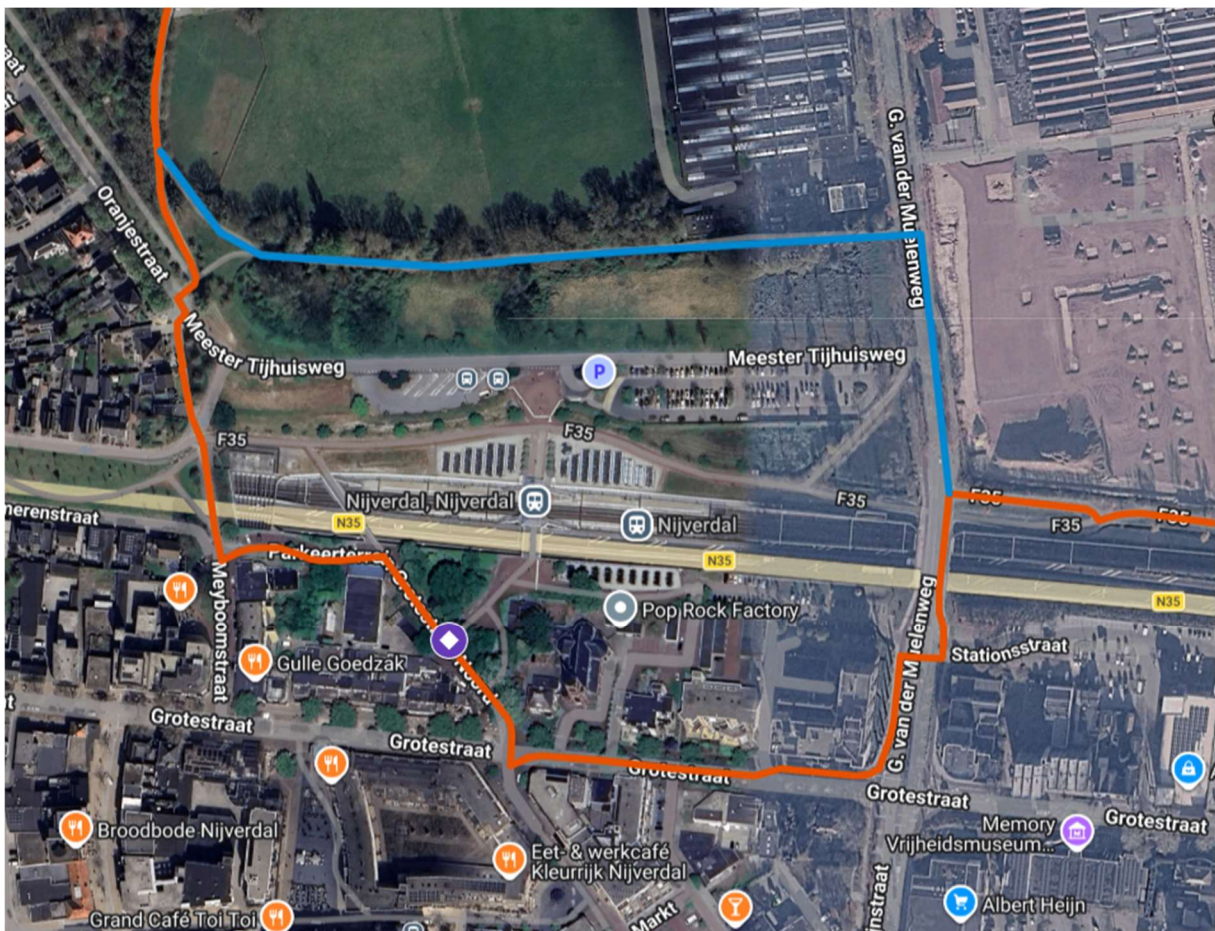 G. van der Muelenweg
Oranjestraat
Meester Tijhuisweg
P
Meester Tijhuisweg
F35
F35
F35
F35
F35
F35
Nijverdal, Nijverdal
N35
Nijverdal
N35
N35
Meyboomstraat
Pop Rock Factory
G. van der Muelenweg
Stationsstraat
Gulle Goedzak
Grotestraat
Grotestraat
Grotestraat
Grotestraat
Grotestraat
Broodbode Nijverdal
Memory
Vrijheidsmuseum...
Eet- & werkcafé
Kleurrijk Nijverdal
Grand Café Toi Toi
Markt
Albert Heijn